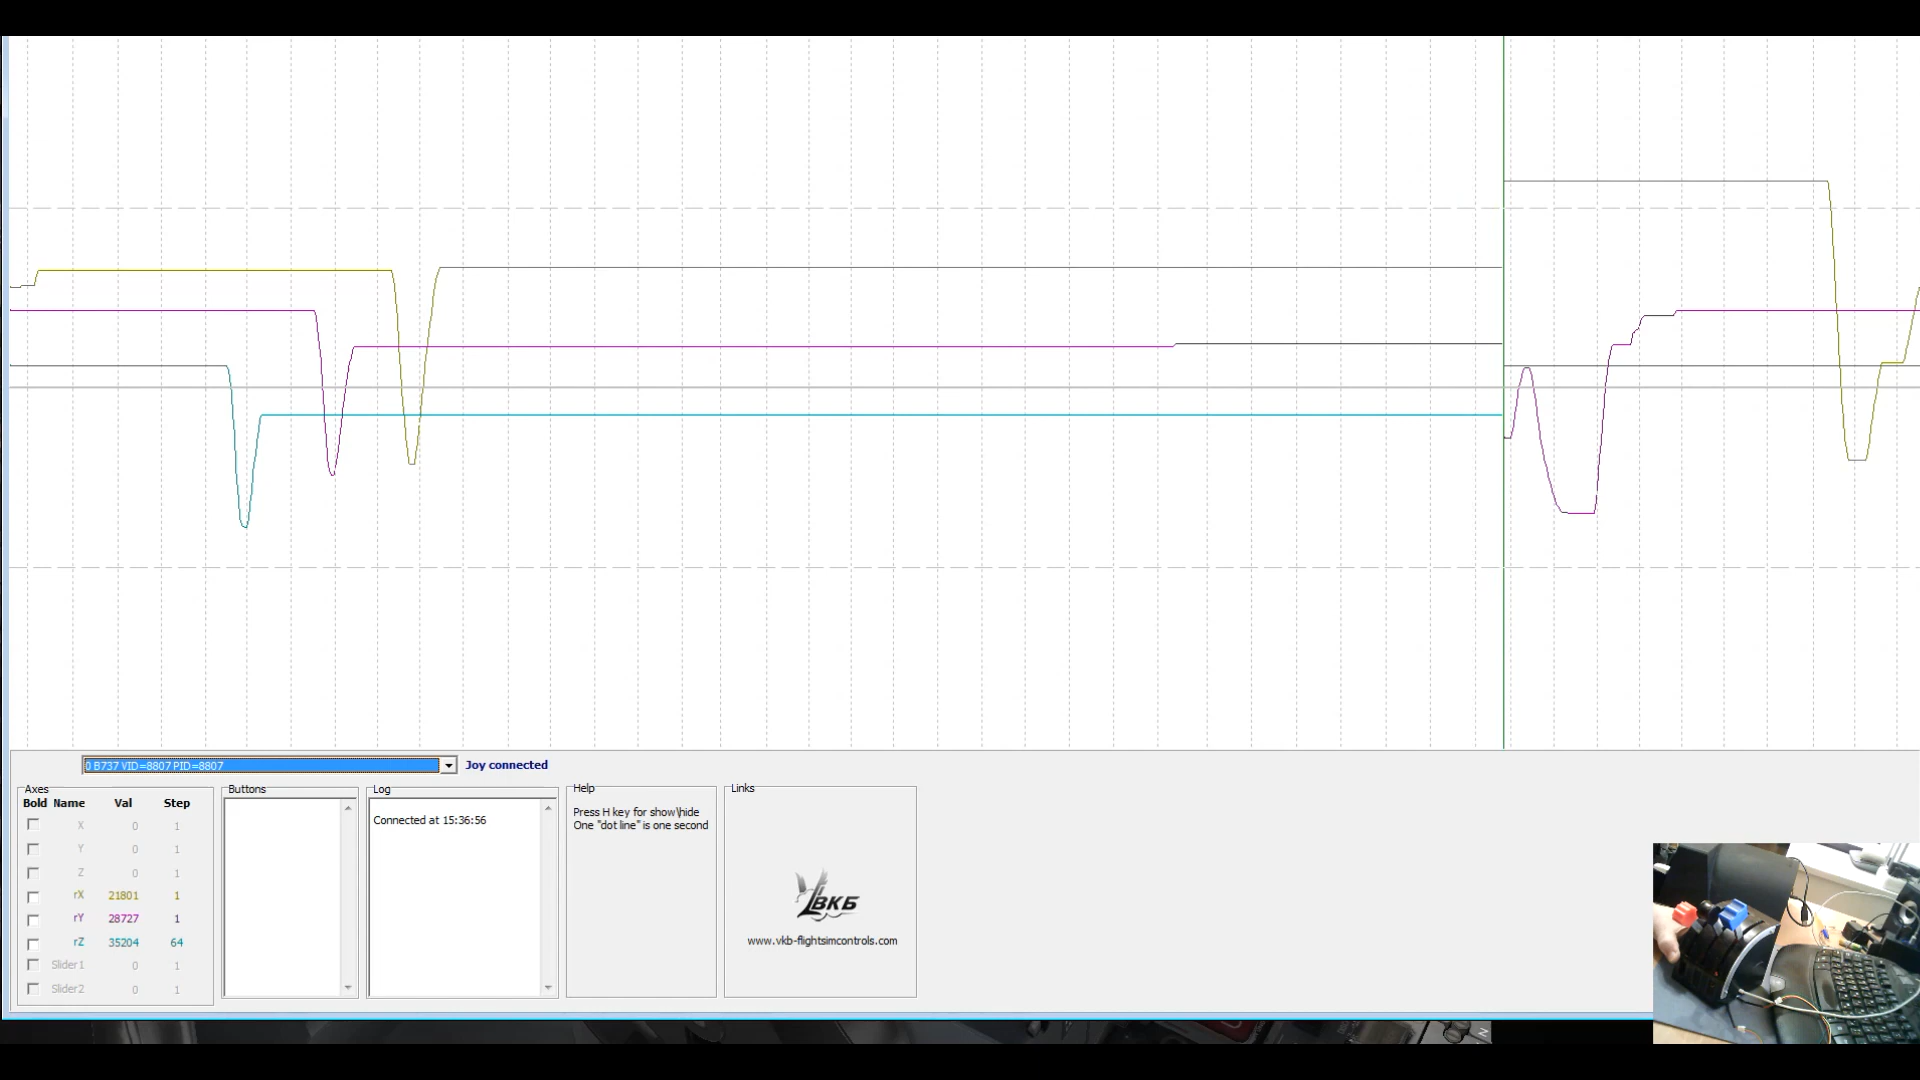 0 B737 VID=8807 PID=8807
Joy connected
Axes
Bold Name Val Step
X 0 1
Y 0 1
Z 0 1
rX 21801 1
rY 28727 1
rZ 35204 64
Slider1 0 1
Slider2 0 1
Buttons
Log
Connected at 15:36:56
Help
Press H key for show\hide
One "dot line" is one second
Links
ВКБ
www.vkb-flightsimcontrols.com